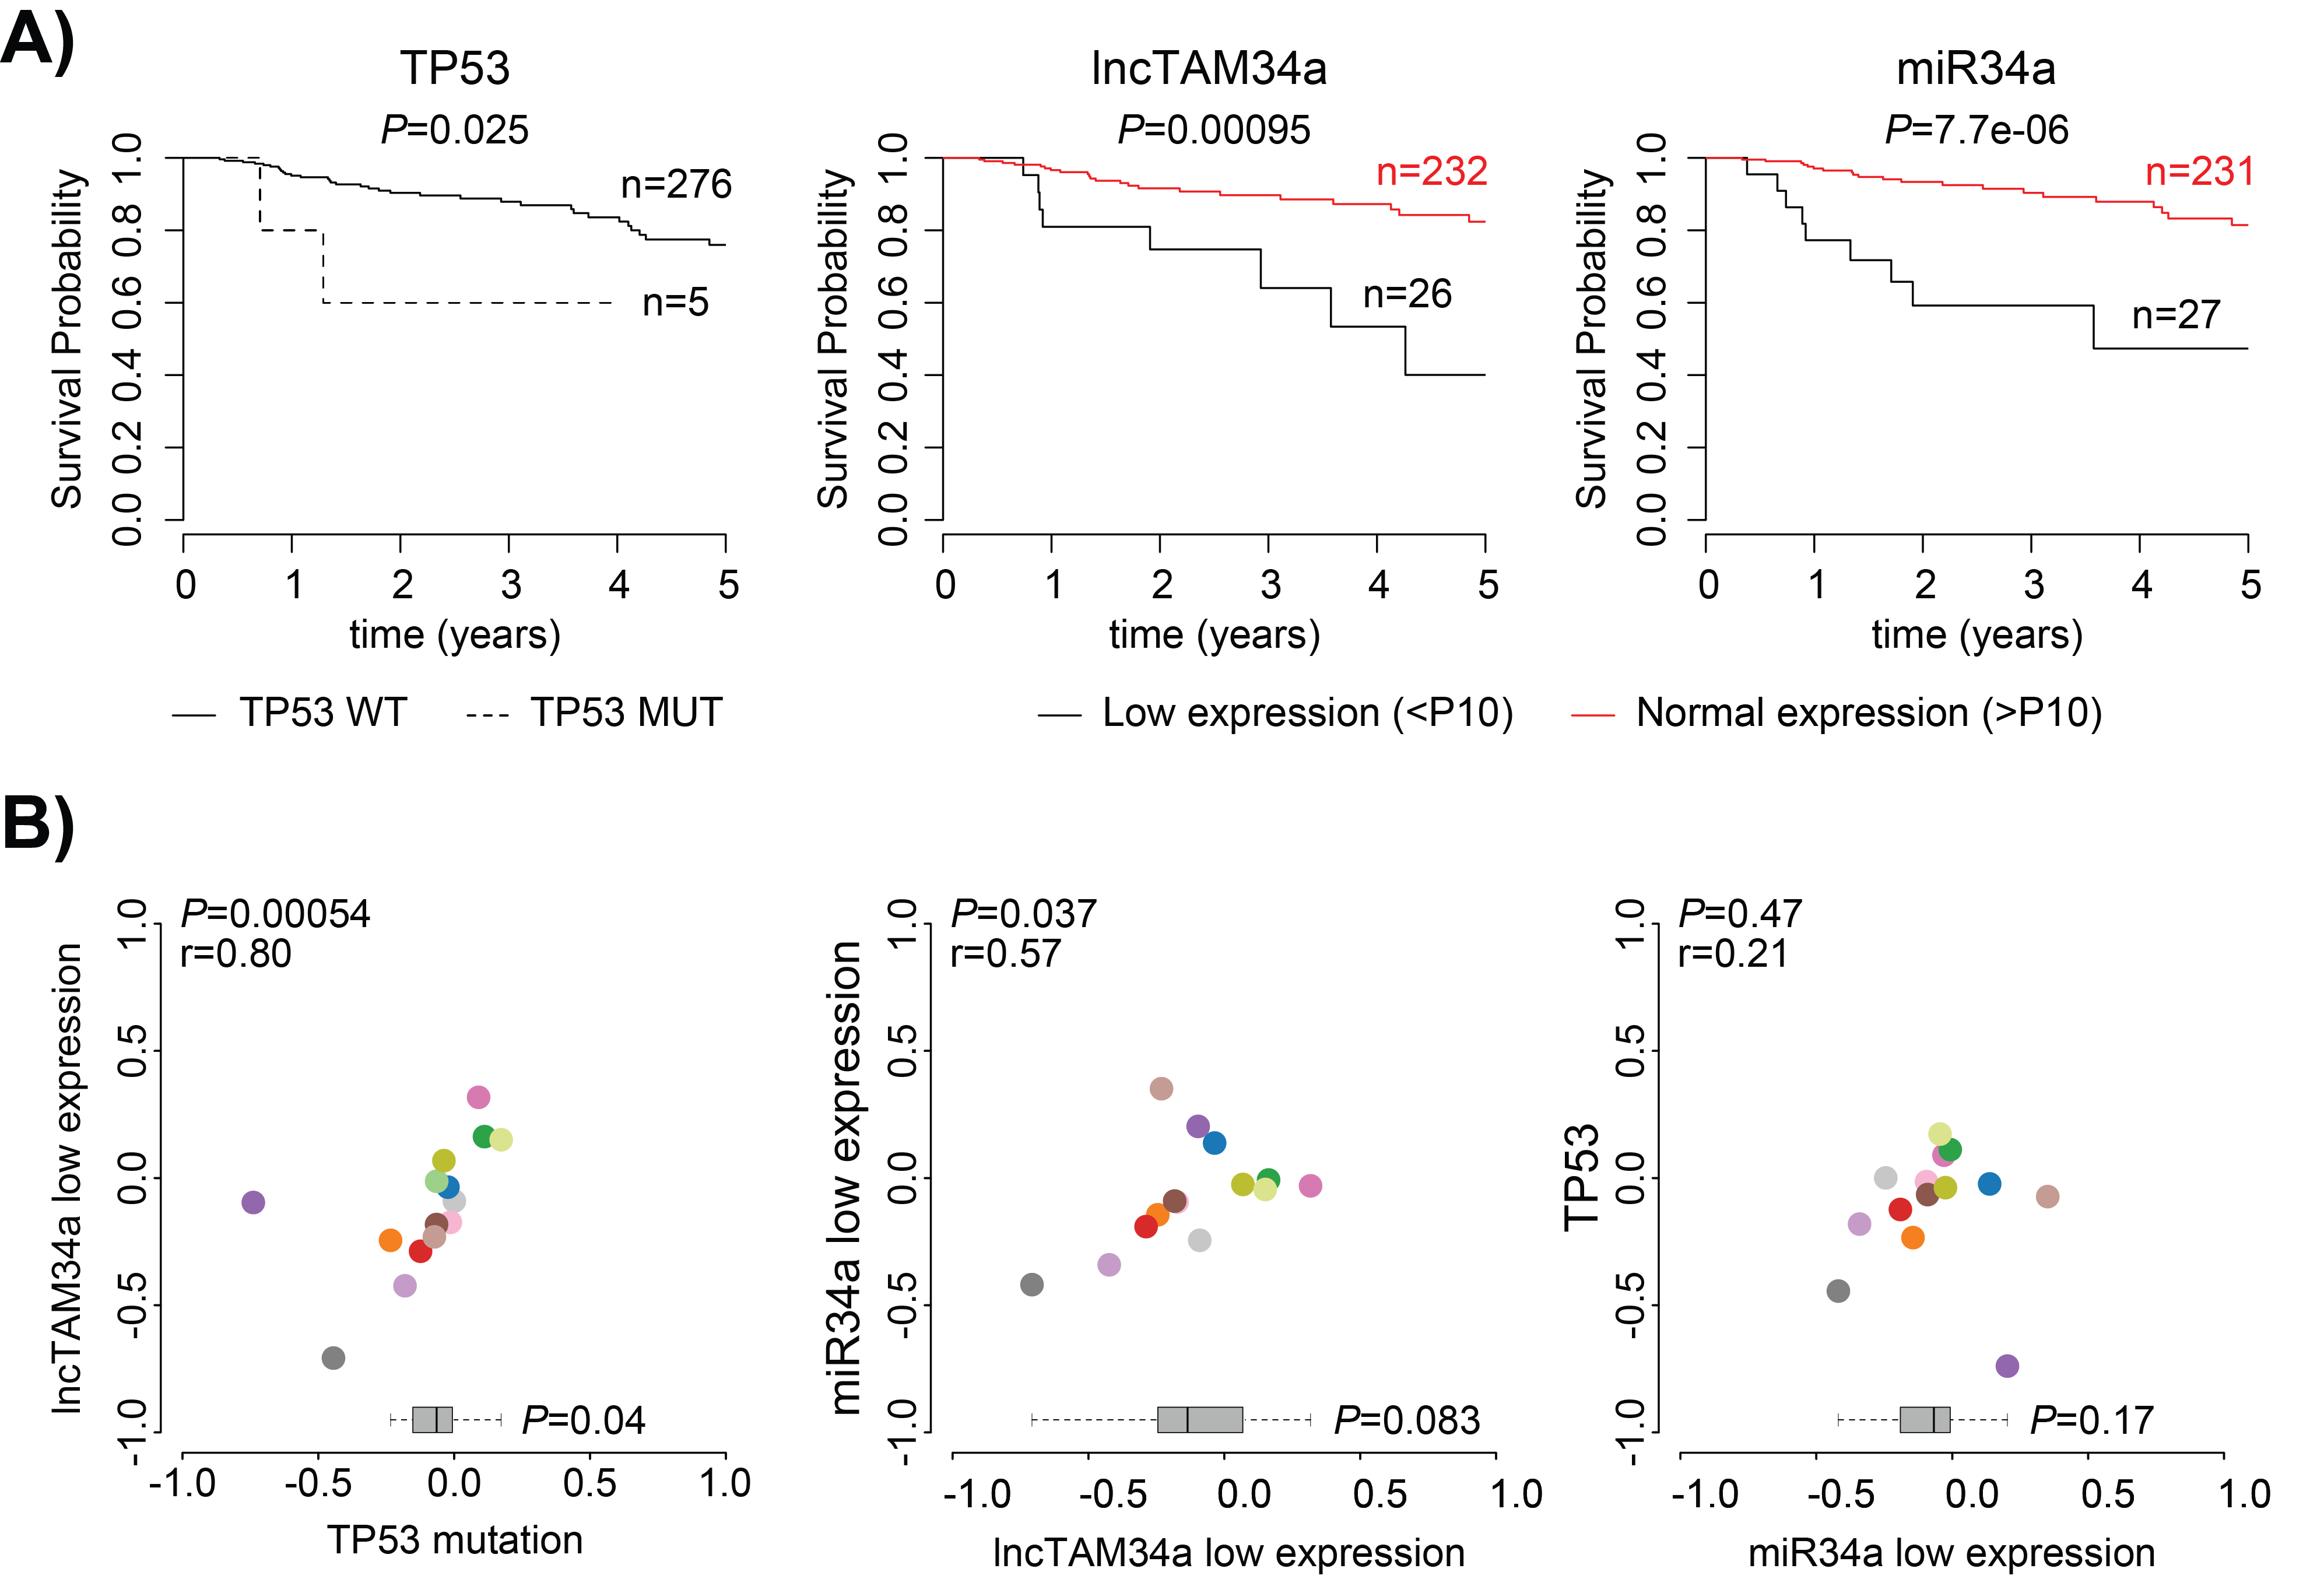 A)
TP53
P=0.025
Survival Probability
0.0 0.2 0.4 0.6 0.8 1.0
n=276
n=5
0 1 2 3 4 5
time (years)
TP53 WT
TP53 MUT
lncTAM34a
P=0.00095
Survival Probability
0.0 0.2 0.4 0.6 0.8 1.0
n=232
n=26
0 1 2 3 4 5
time (years)
miR34a
P=7.7e-06
Survival Probability
0.0 0.2 0.4 0.6 0.8 1.0
n=231
n=27
0 1 2 3 4 5
time (years)
Low expression (<P10)
Normal expression (>P10)
B)
P=0.00054
r=0.80
lncTAM34a low expression
-1.0 -0.5 0.0 0.5 1.0
P=0.04
-1.0 -0.5 0.0 0.5 1.0
TP53 mutation
P=0.037
r=0.57
miR34a low expression
-1.0 -0.5 0.0 0.5 1.0
P=0.083
-1.0 -0.5 0.0 0.5 1.0
lncTAM34a low expression
P=0.47
r=0.21
TP53
-1.0 -0.5 0.0 0.5 1.0
P=0.17
-1.0 -0.5 0.0 0.5 1.0
miR34a low expression